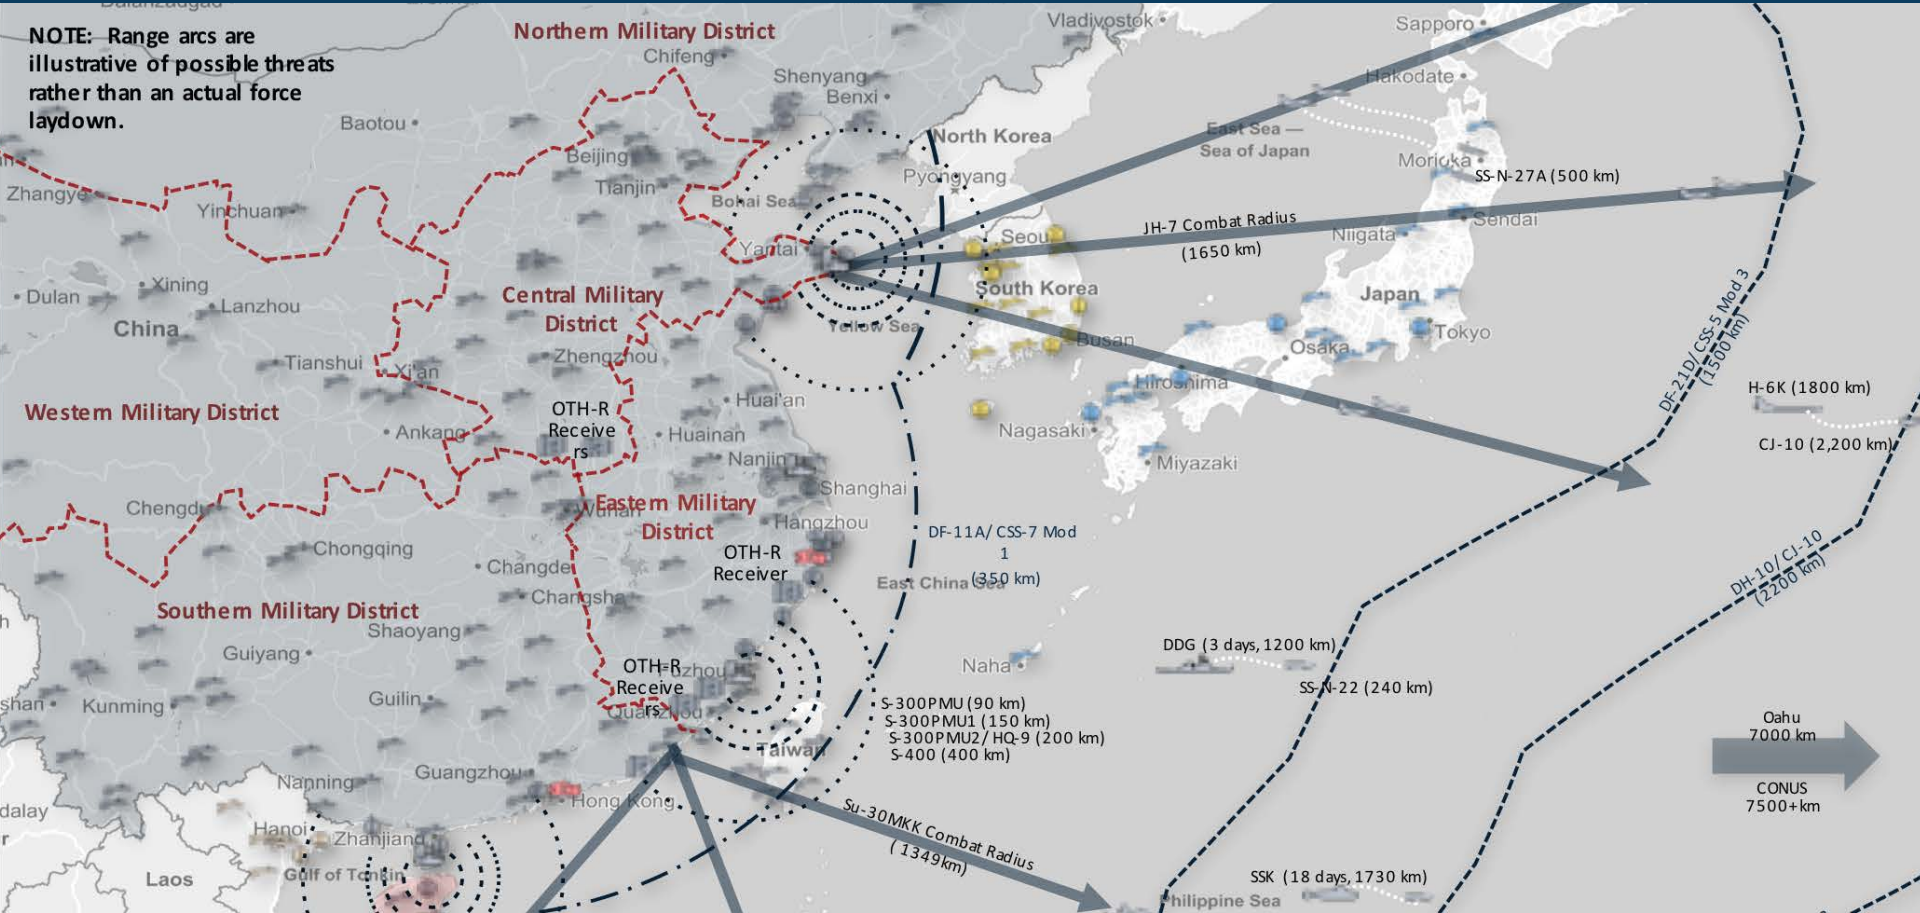 NOTE: Range arcs are
illustrative of possible threats
rather than an actual force
laydown.
Northern Military District
Chifeng
Vladivostok
Sapporo
Shenyang
Benxi
Hakodate
Baotou
North Korea
East Sea —
Sea of Japan
Beijing
Morioka
Tianjin
Pyongyang
SS-N-27A (500 km)
Zhangye
Yinchuan
Bohai Sea
JH-7 Combat Radius
(1650 km)
Sendai
Niigata
Yantai
Seoul
Xining
Dulan
Lanzhou
China
Central Military
District
South Korea
Japan
Yellow Sea
Busan
Tokyo
Osaka
DF-21D/ CSS-5 Mod 3
(1500 km)
Zhengzhou
Tianshui
Xi'an
Hiroshima
H-6K (1800 km)
Western Military District
OTH-R
Receive
rs
Huai'an
Nagasaki
Ankang
Huainan
CJ-10 (2,200 km)
Nanjin
Miyazaki
Shanghai
Chengdu
Eastern Military
District
Wuhan
Hangzhou
DF-11A/ CSS-7 Mod
1
(350 km)
Chongqing
OTH-R
Receiver
Changde
East China Sea
DH-10/ CJ-10
(2200 km)
Changsha
Southern Military District
Shaoyang
Guiyang
DDG (3 days, 1200 km)
Naha
OTH-R
Receive
rs
Fuzhou
SS-N-22 (240 km)
Guilin
Kunming
Quanzhou
S-300PMU (90 km)
S-300PMU1 (150 km)
S-300PMU2/ HQ-9 (200 km)
S-400 (400 km)
Taiwan
Oahu
7000 km
CONUS
7500+km
Nanning
Guangzhou
Hong Kong
Su-30MKK Combat Radius
(1349km)
Hanoi
Zhanjiang
Gulf of Tonkin
Laos
SSK (18 days, 1730 km)
Philippine Sea